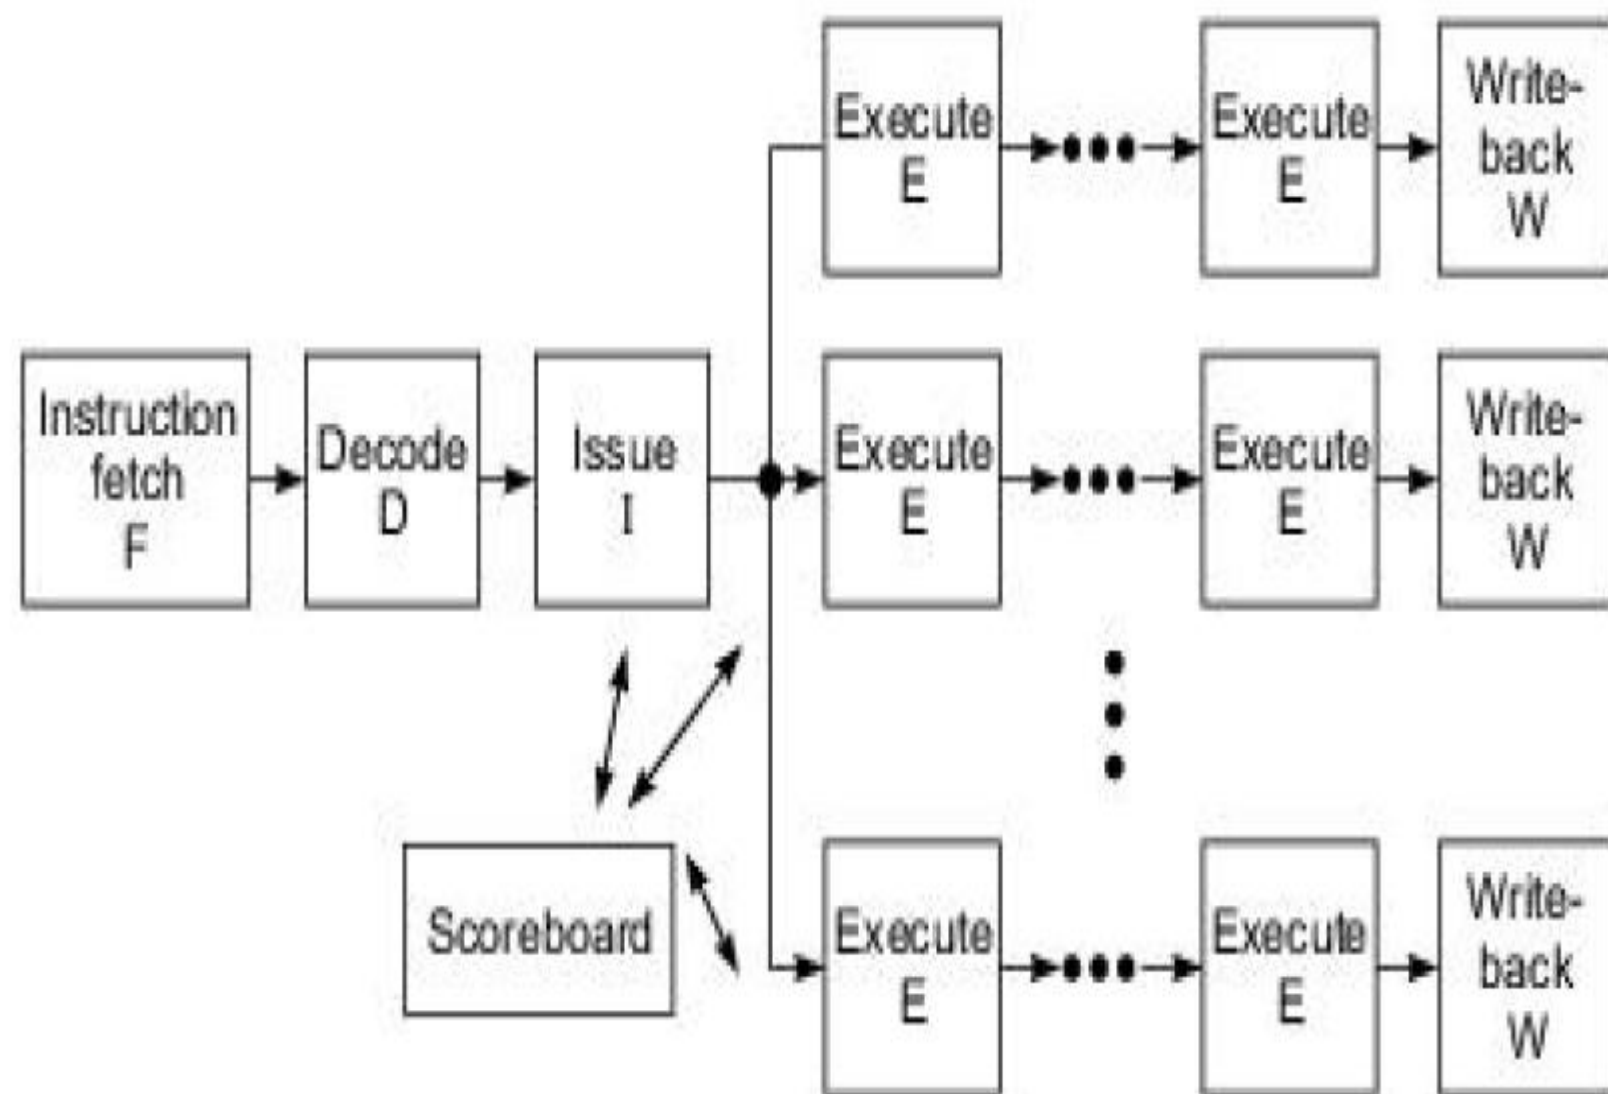 Execute
E
Execute
E
Write-
back
W
Instruction
fetch
F
Decode
D
Issue
I
Execute
E
Execute
E
Write-
back
W
Scoreboard
Execute
E
Execute
E
Write-
back
W